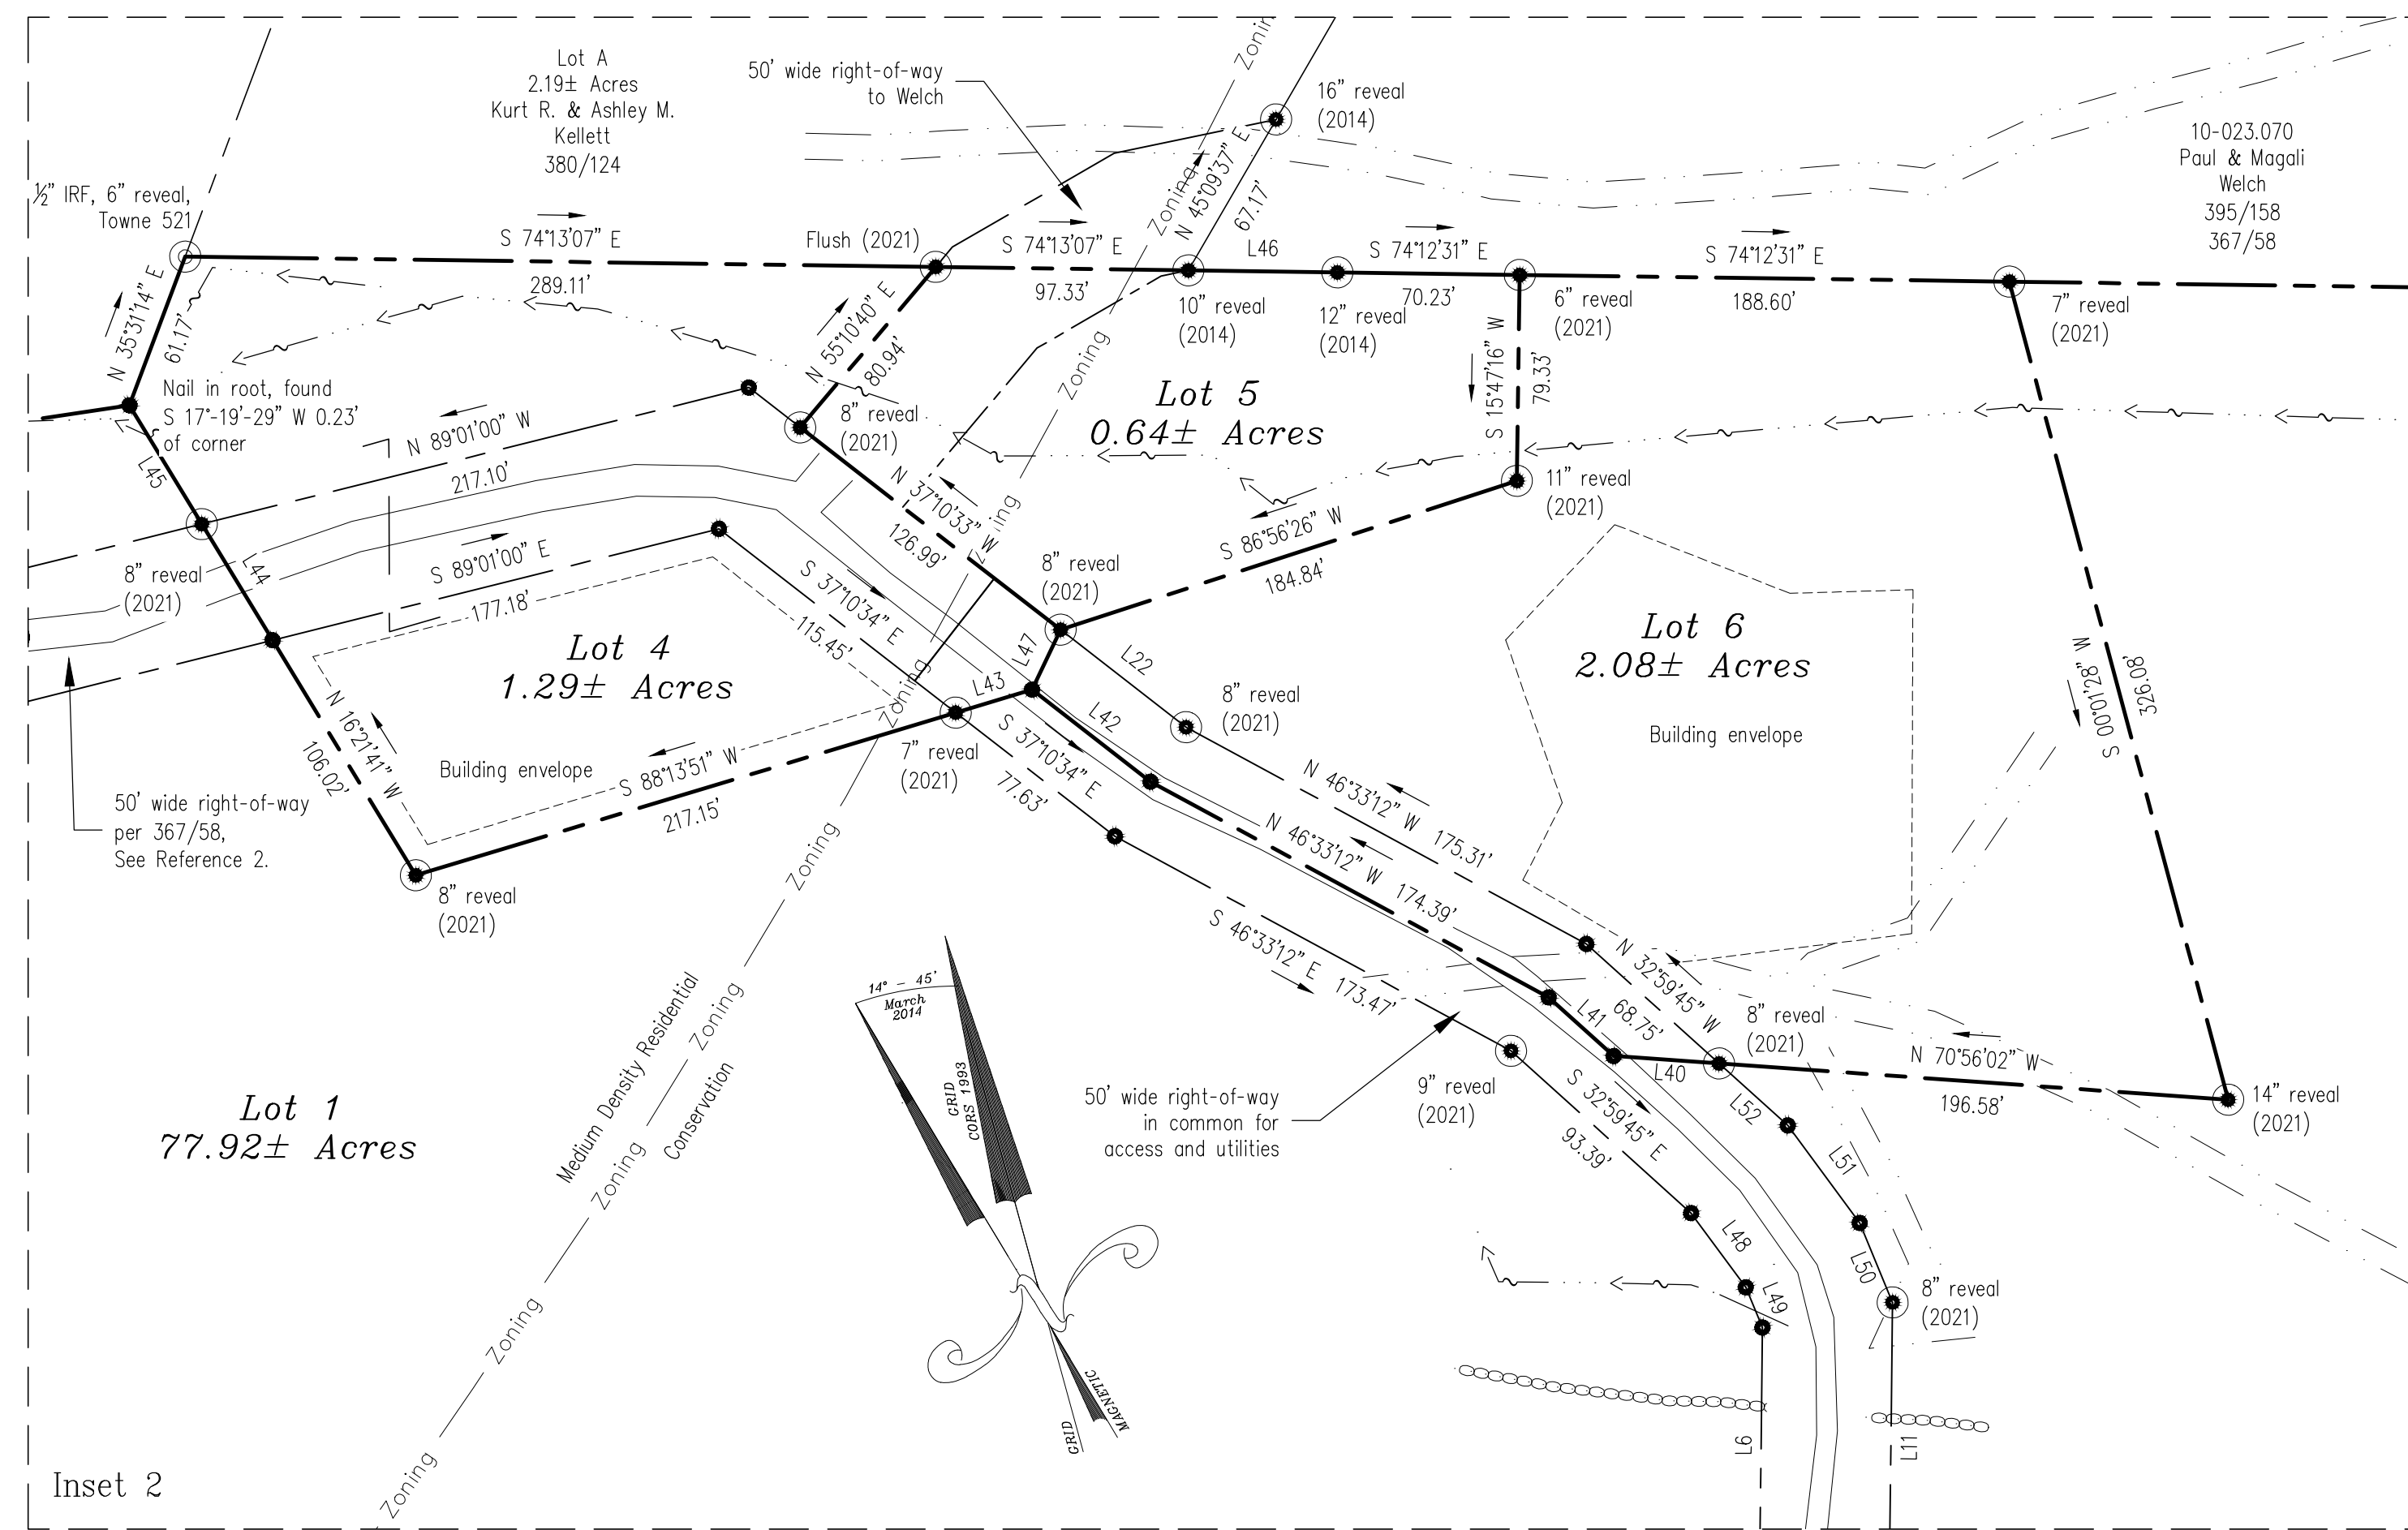 Lot A
2.19± Acres
Kurt R. & Ashley M.
Kellett
380/124
50' wide right-of-way
to Welch
Zonin
16" reveal
(2014)
10-023.070
Paul & Magali
Welch
395/158
367/58
½" IRF, 6" reveal,
Towne 521
S 74°13'07" E
289.11'
Flush (2021)
S 74°13'07" E
97.33'
Zoning
N 45°09'37" E
67.17'
L46
S 74°12'31" E
70.23'
S 74°12'31" E
188.60'
10" reveal
(2014)
12" reveal
(2014)
6" reveal
(2021)
7" reveal
(2021)
N 35°31'14" E
61.17'
N 55°10'40" E
80.94'
Zoning
S 15°47'16" W
79.33'
Nail in root, found
S 17°-19'-29" W 0.23'
of corner
L45
N 89°01'00" W
217.10'
8" reveal
(2021)
Lot 5
0.64± Acres
11" reveal
(2021)
N 37°10'33" W
126.99'
Zoning
S 86°56'26" W
184.84'
L44
8" reveal
(2021)
S 89°01'00" E
177.18'
S 37°10'34" E
115.45'
8" reveal
(2021)
Lot 4
1.29± Acres
Building envelope
Zoning
L47
L22
L43
L42
8" reveal
(2021)
Lot 6
2.08± Acres
Building envelope
S 00°01'28" W
326.08'
N 16°21'41" W
106.02'
S 88°13'51" W
217.15'
7" reveal
(2021)
S 37°10'34" E
77.63'
N 46°33'12" W 175.31'
N 46°33'12" W 174.39'
S 46°33'12" E 173.47'
50' wide right-of-way
per 367/58,
See Reference 2.
8" reveal
(2021)
Zoning
14° - 45'
March
2014
GRID
CORS 1993
N 32°59'45" W
68.75'
L41
8" reveal
(2021)
N 70°56'02" W
196.58'
L40
9" reveal
(2021)
14" reveal
(2021)
50' wide right-of-way
in common for
access and utilities
S 32°59'45" E
93.39'
L52
L51
L50
L48
L49
8" reveal
(2021)
Lot 1
77.92± Acres
Medium Density Residential
Zoning
Zoning
Conservation
Zoning
Zoning
MAGNETIC
GRID
L6
L11
Inset 2